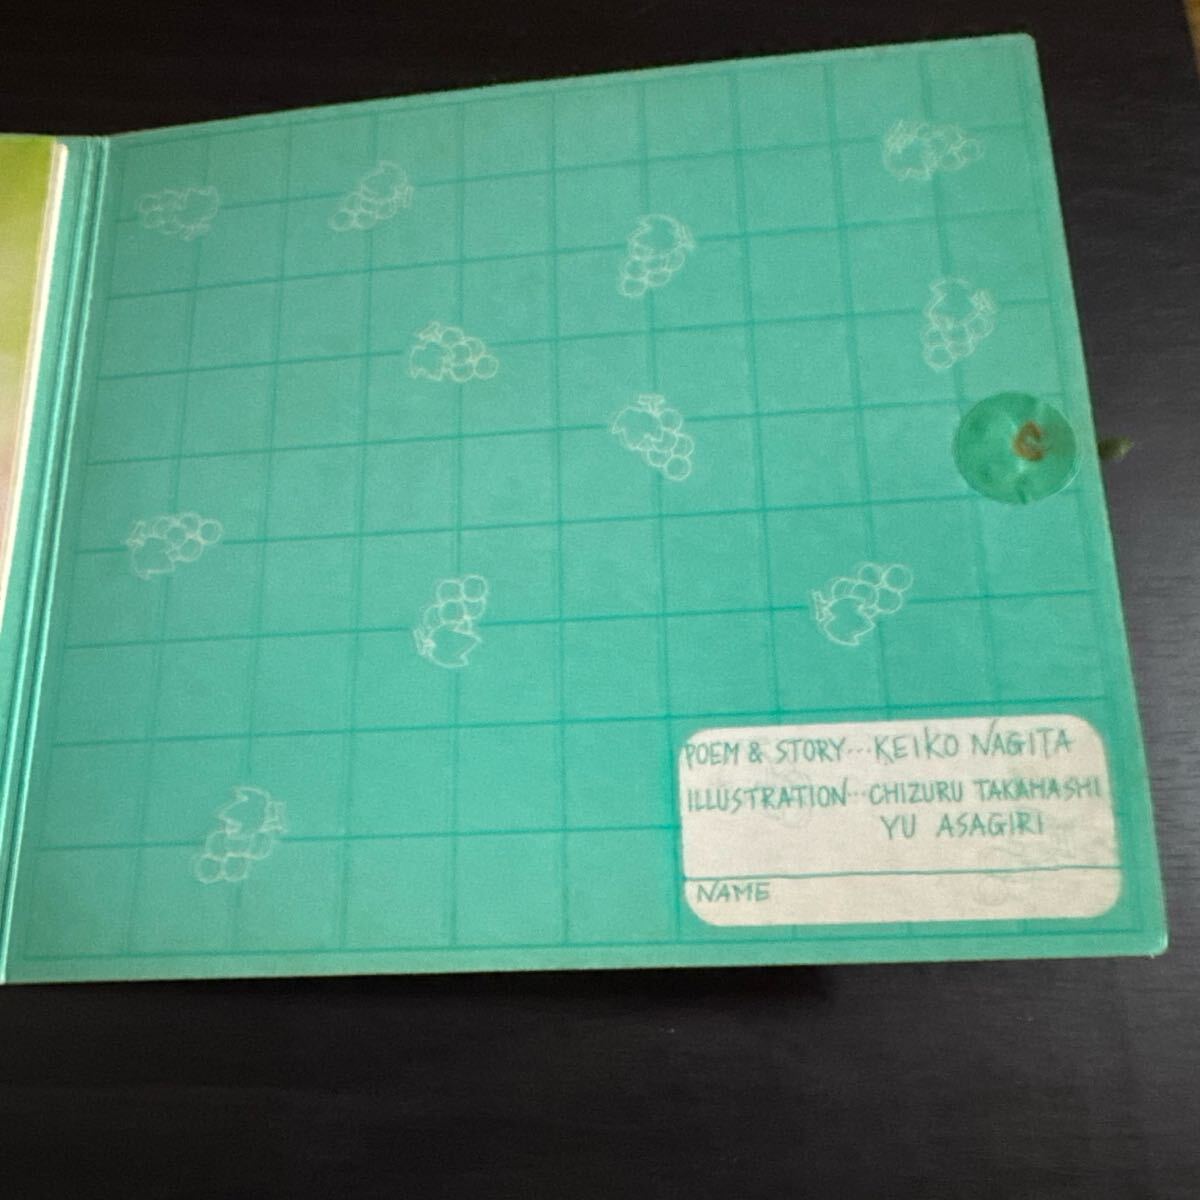 POEM & STORY…KEIKO NAGITA
ILLUSTRATION…CHIZURU TAKAHASHI
YU ASAGIRI
NAME